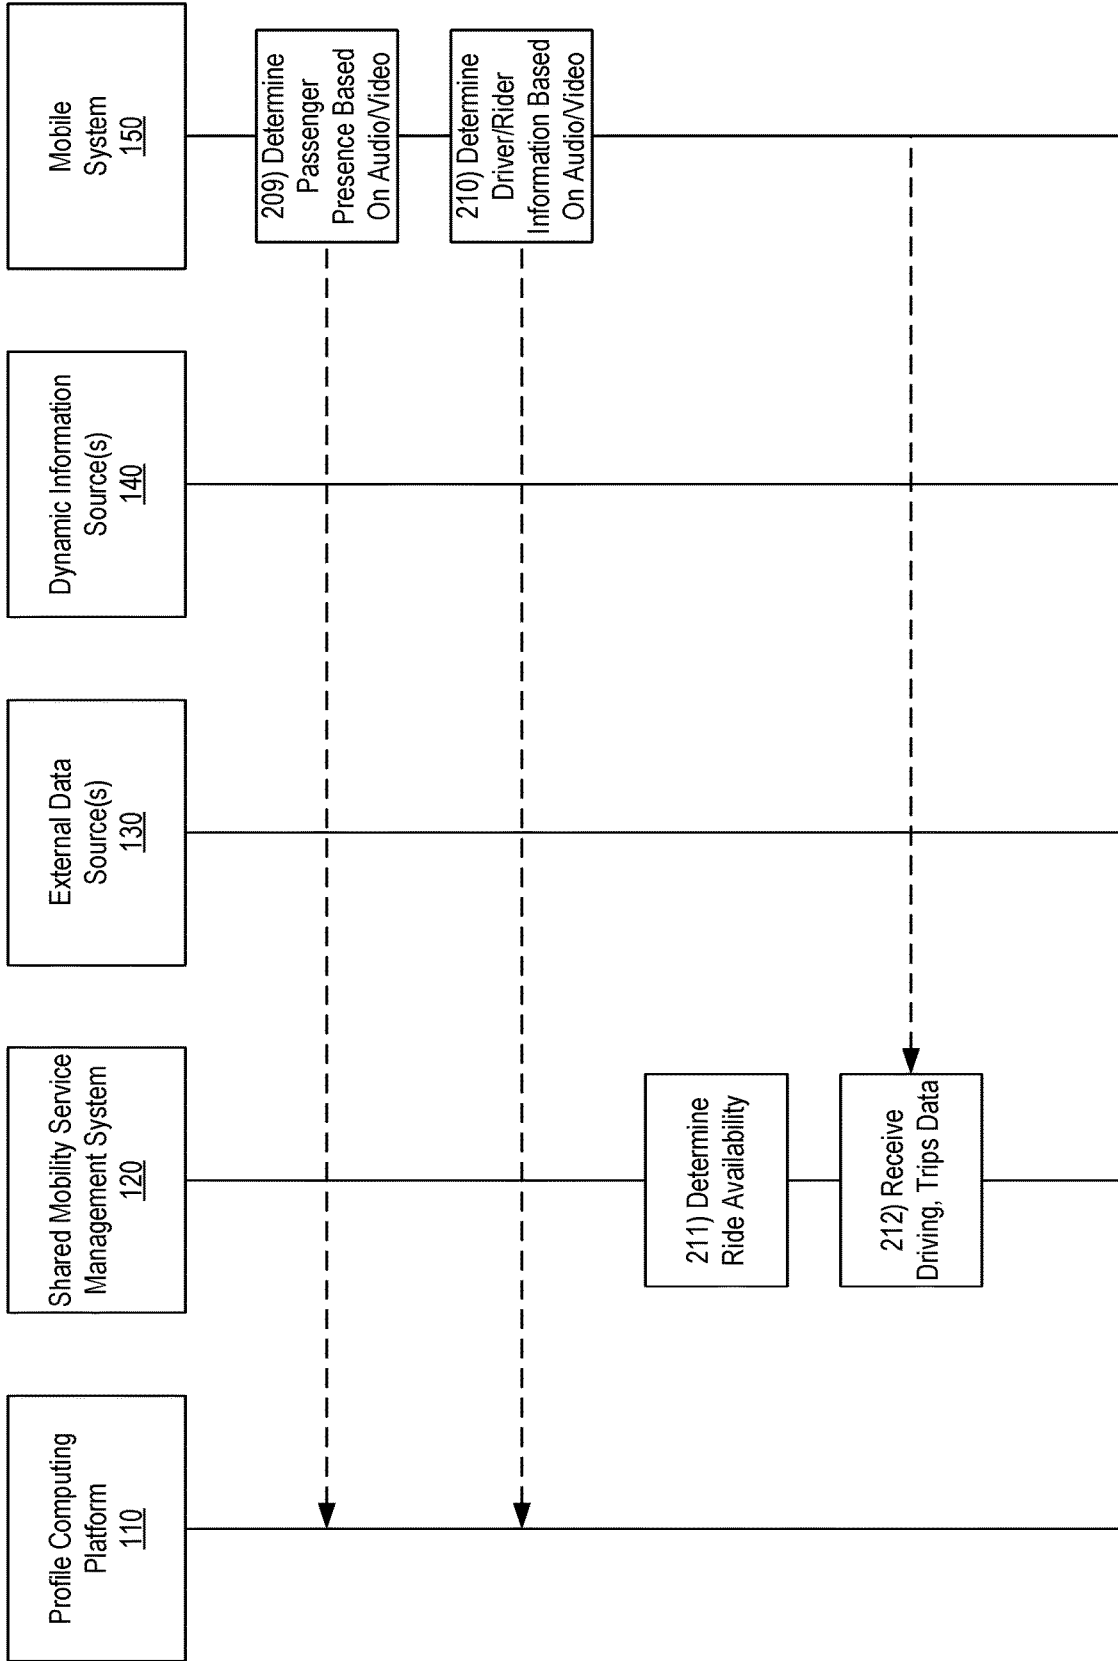 Profile Computing
Platform
110
Shared Mobility Service
Management System
120
External Data
Source(s)
130
Dynamic Information
Source(s)
140
Mobile
System
150
209) Determine
Passenger
Presence Based
On Audio/Video
210) Determine
Driver/Rider
Information Based
On Audio/Video
211) Determine
Ride Availability
212) Receive
Driving, Trips Data